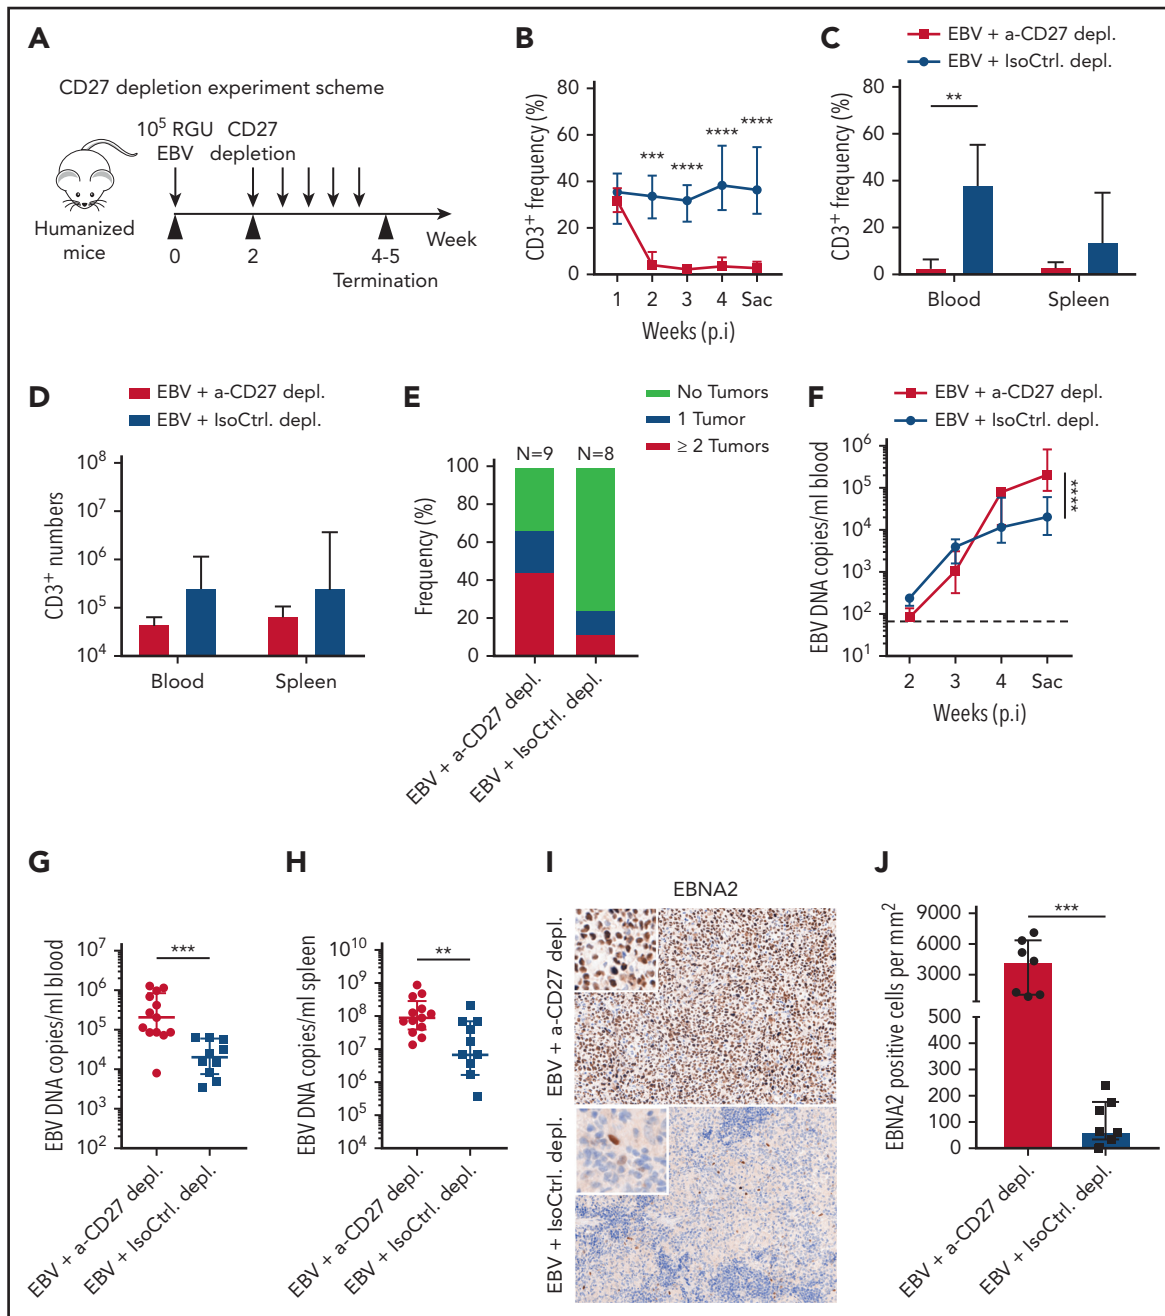 A
CD27 depletion experiment scheme
10⁵ RGU CD27
EBV depletion
Humanized
mice
0 2 4-5
Week
Termination
B
CD3⁺ frequency (%)
80
60
40
20
0
*** **** **** ****
1 2 3 4 Sac
Weeks (p.i)
C
EBV + a-CD27 depl.
EBV + IsoCtrl. depl.
CD3⁺ frequency (%)
80
60
40
20
0
**
Blood Spleen
D
EBV + a-CD27 depl.
EBV + IsoCtrl. depl.
CD3⁺ numbers
10⁸
10⁷
10⁶
10⁵
10⁴
Blood Spleen
E
No Tumors
1 Tumor
≥ 2 Tumors
N=9 N=8
Frequency (%)
100
80
60
40
20
0
EBV + a-CD27 depl.
EBV + IsoCtrl. depl.
F
EBV + a-CD27 depl.
EBV + IsoCtrl. depl.
EBV DNA copies/ml blood
10⁶
10⁵
10⁴
10³
10²
10¹
****
2 3 4 Sac
Weeks (p.i)
G
EBV DNA copies/ml blood
10⁷
10⁶
10⁵
10⁴
10³
10²
***
EBV + a-CD27 depl.
EBV + IsoCtrl. depl.
H
EBV DNA copies/ml spleen
10¹⁰
10⁹
10⁸
10⁷
10⁶
10⁵
10⁴
**
EBV + a-CD27 depl.
EBV + IsoCtrl. depl.
I
EBNA2
EBV + a-CD27 depl.
EBV + IsoCtrl. depl.
J
EBNA2 positive cells per mm²
9000
6000
3000
500
400
300
200
100
0
***
EBV + a-CD27 depl.
EBV + IsoCtrl. depl.